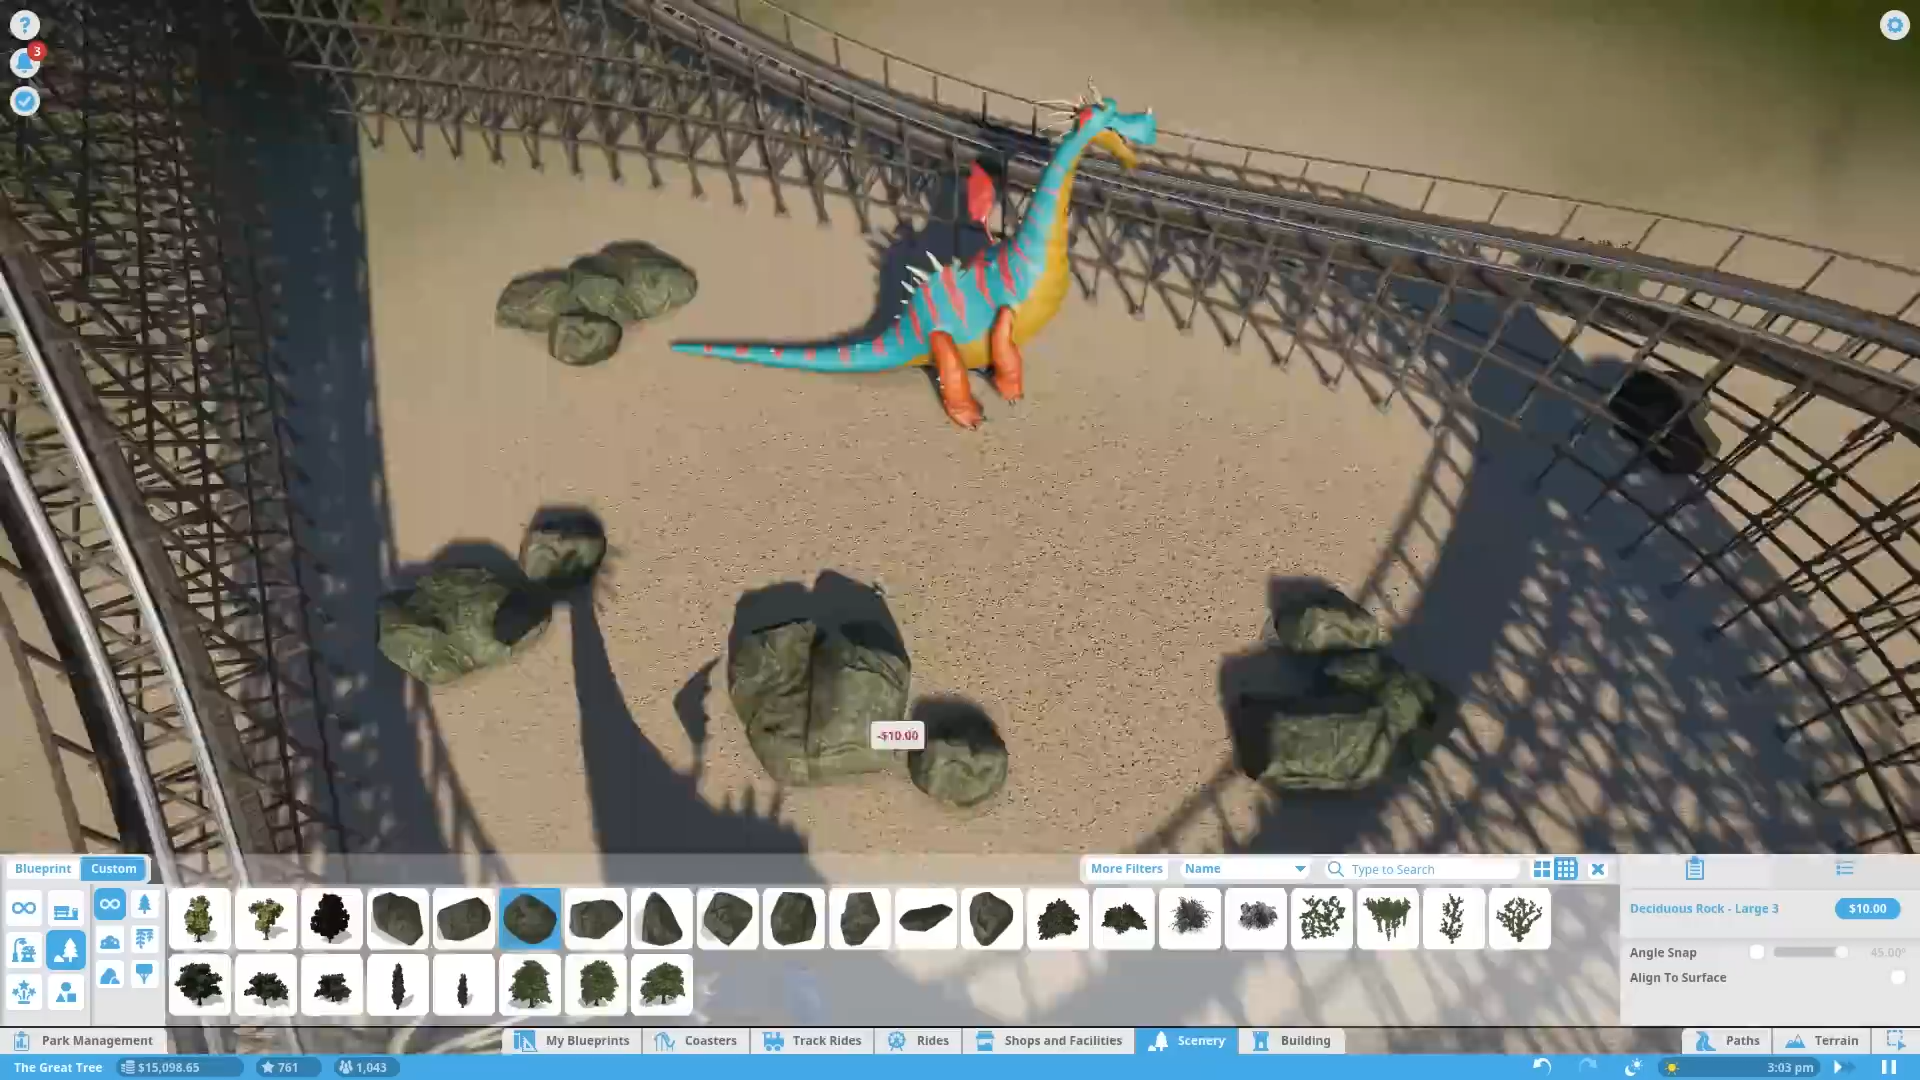 ?
3
-$10.00
Blueprint
Custom
More Filters
Name
Type to Search
Deciduous Rock - Large 3
$10.00
Angle Snap
45.00°
Align To Surface
Park Management
My Blueprints
Coasters
Track Rides
Rides
Shops and Facilities
Scenery
Building
Paths
Terrain
The Great Tree
$15,098.65
761
1,043
3:03 pm